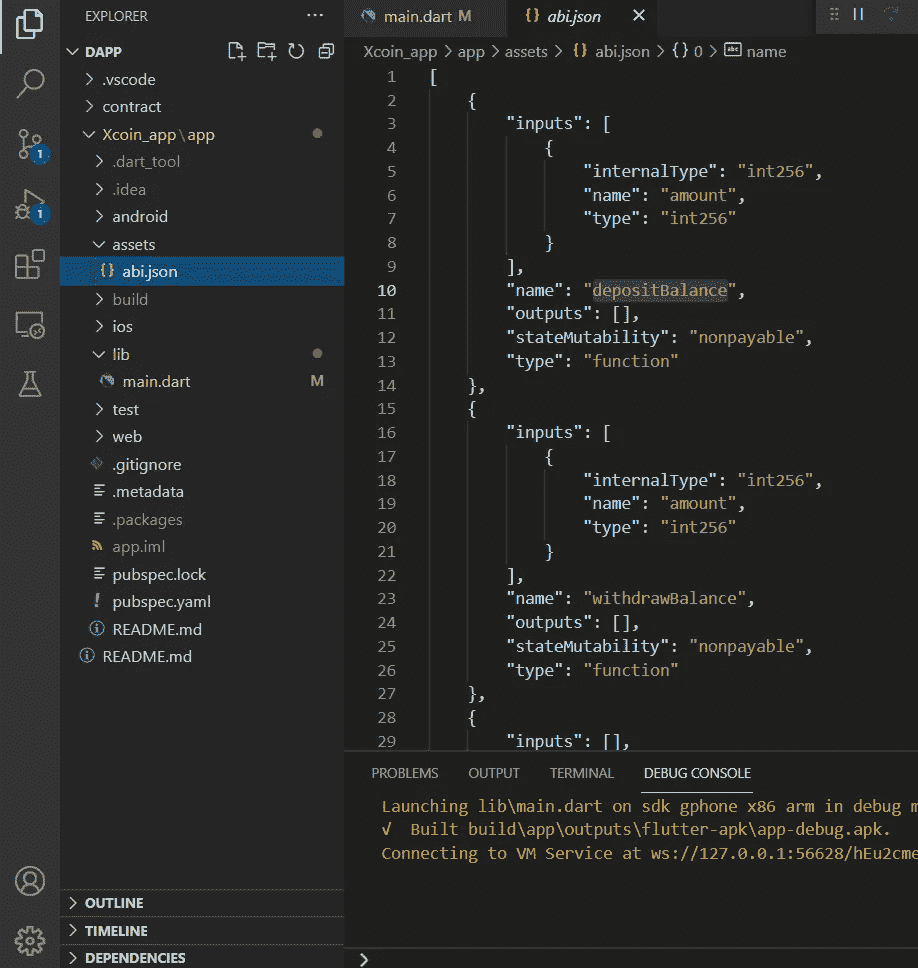 EXPLORER
DAPP
.vscode
contract
Xcoin_app\app
.dart_tool
.idea
android
assets
{} abi.json
build
ios
lib
main.dart M
test
web
.gitignore
.metadata
.packages
app.iml
pubspec.lock
! pubspec.yaml
README.md
README.md
OUTLINE
TIMELINE
DEPENDENCIES
1
1
main.dart M
{} abi.json
Xcoin_app > app > assets > {} abi.json > {} 0 > abc name
1 [
2 {
3 "inputs": [
4 {
5 "internalType": "int256",
6 "name": "amount",
7 "type": "int256"
8 }
9 ],
10 "name": "depositBalance",
11 "outputs": [],
12 "stateMutability": "nonpayable",
13 "type": "function"
14 },
15 {
16 "inputs": [
17 {
18 "internalType": "int256",
19 "name": "amount",
20 "type": "int256"
21 }
22 ],
23 "name": "withdrawBalance",
24 "outputs": [],
25 "stateMutability": "nonpayable",
26 "type": "function"
27 },
28 {
29 "inputs": [],
PROBLEMS OUTPUT TERMINAL DEBUG CONSOLE
Launching lib\main.dart on sdk gphone x86 arm in debug m
√ Built build\app\outputs\flutter-apk\app-debug.apk.
Connecting to VM Service at ws://127.0.0.1:56628/hEu2cme